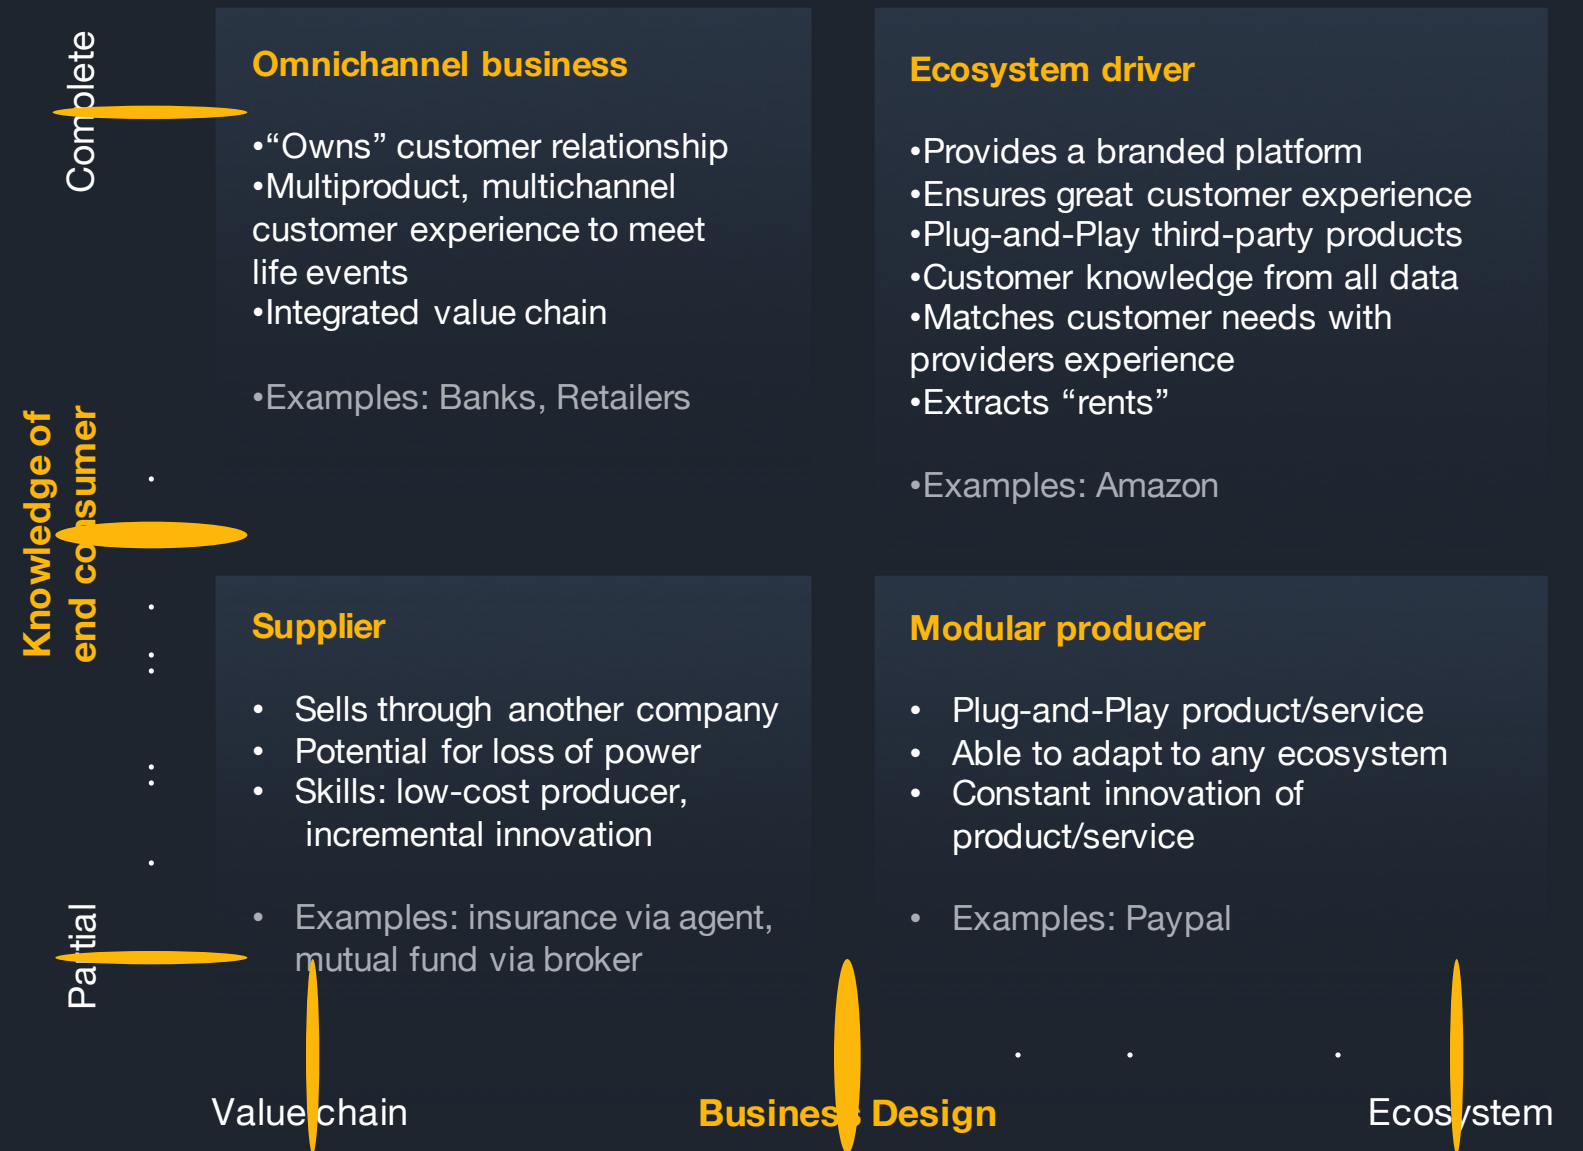 Complete
Knowledge of
end consumer
Partial
Omnichannel business
•“Owns” customer relationship
•Multiproduct, multichannel
customer experience to meet
life events
•Integrated value chain
•Examples: Banks, Retailers
Ecosystem driver
•Provides a branded platform
•Ensures great customer experience
•Plug-and-Play third-party products
•Customer knowledge from all data
•Matches customer needs with
providers experience
•Extracts “rents”
•Examples: Amazon
Supplier
• Sells through another company
• Potential for loss of power
• Skills: low-cost producer,
incremental innovation
• Examples: insurance via agent,
mutual fund via broker
Modular producer
• Plug-and-Play product/service
• Able to adapt to any ecosystem
• Constant innovation of
product/service
• Examples: Paypal
Value chain
Business Design
Ecosystem